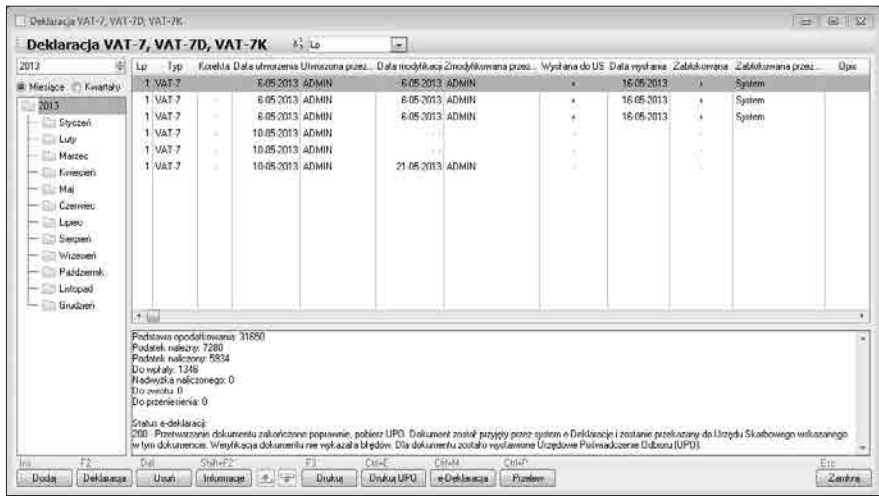 Deklaracja VAT-7, VAT-7D, VAT-7K
Deklaracja VAT-7, VAT-7D, VAT-7K Lp
2013
Miesiące Kwartały
2013
Styczeń
Luty
Marzec
Kwiecień
Maj
Czerwiec
Lipiec
Sierpień
Wrzesień
Październik
Listopad
Grudzień
Lp Typ Korekta Data utworzenia Utworzona przez... Data modyfikacji Zmodyfikowana przez... Wysłana do US Data wysłania Zablokowana Zablokowana przez... Opis
1 VAT-7 - 6-05-2013 ADMIN 6-05-2013 ADMIN + 16-05-2013 + System
1 VAT-7 - 6-05-2013 ADMIN 6-05-2013 ADMIN + 16-05-2013 + System
1 VAT-7 - 6-05-2013 ADMIN 6-05-2013 ADMIN + 16-05-2013 + System
1 VAT-7 - 10-05-2013 ADMIN - - - -
1 VAT-7 - 10-05-2013 ADMIN - - - -
1 VAT-7 - 10-05-2013 ADMIN 21-05-2013 ADMIN - - -
Podstawa opodatkowania: 31650
Podatek należny: 7280
Podatek naliczony: 5934
Do wpłaty: 1346
Nadwyżka naliczonego: 0
Do zwrotu: 0
Do przeniesienia: 0
Status e-deklaracji:
200 - Przetwarzanie dokumentu zakończone poprawnie, pobierz UPO. Dokument został przyjęty przez system e-Deklaracje i zostanie przekazany do Urzędu Skarbowego wskazanego
w tym dokumencie. Weryfikacja dokumentu nie wykazała błędów. Dla dokumentu zostało wystawione Urzędowe Poświadczenie Odbioru (UPO).
Ins F2 Del Shift+F2 F3 Ctrl+E Ctrl+M Ctrl+P Esc
Dodaj Deklaracja Usuń Informacje Drukuj Drukuj UPO e-Deklaracja Przelew Zamknij